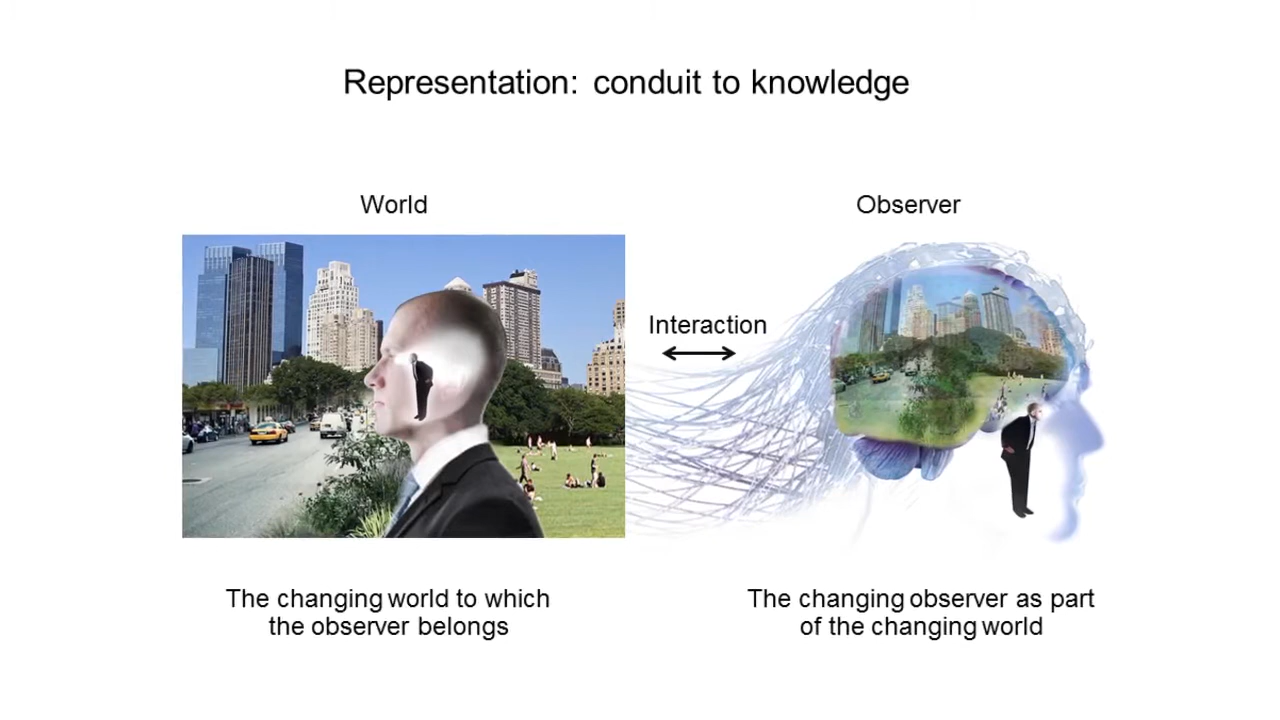 Representation: conduit to knowledge
World
Observer
Interaction
The changing world to which
the observer belongs
The changing observer as part
of the changing world